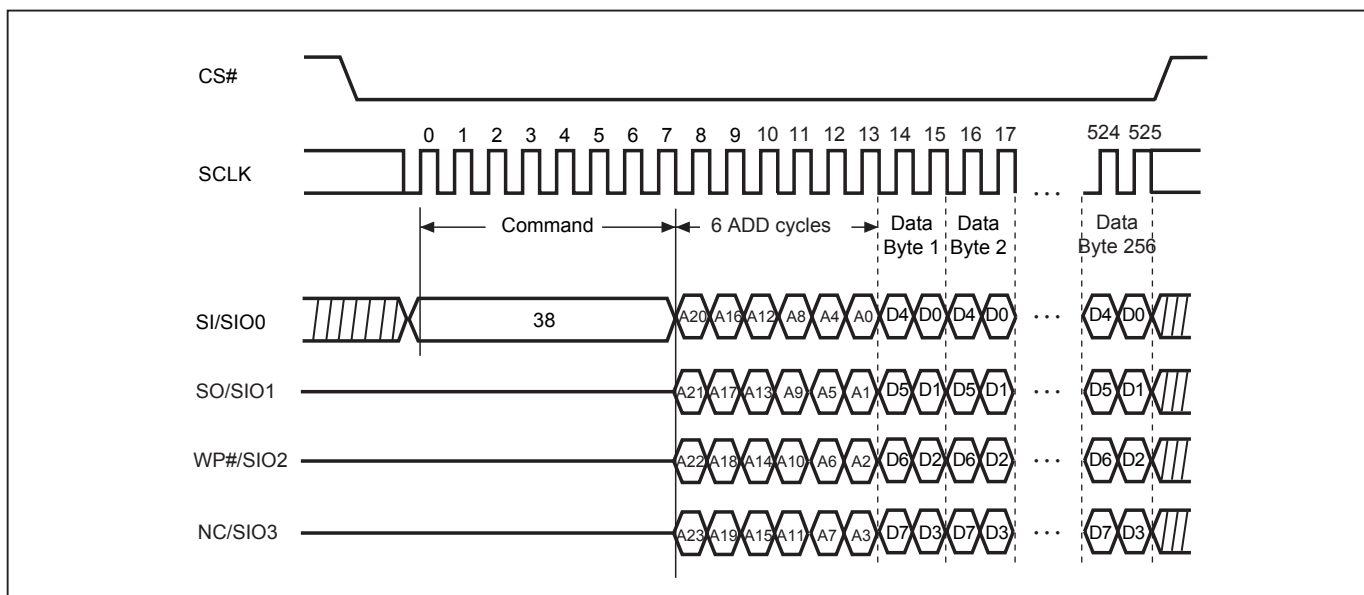 CS#
0 1 2 3 4 5 6 7 8 9 10 11 12 13 14 15 16 17 524 525
SCLK
...
Command 6 ADD cycles Data Byte 1 Data Byte 2 Data Byte 256
SI/SIO0 38 A20 A16 A12 A8 A4 A0 D4 D0 D4 D0 ... D4 D0
SO/SIO1 A21 A17 A13 A9 A5 A1 D5 D1 D5 D1 ... D5 D1
WP#/SIO2 A22 A18 A14 A10 A6 A2 D6 D2 D6 D2 ... D6 D2
NC/SIO3 A23 A19 A15 A11 A7 A3 D7 D3 D7 D3 ... D7 D3